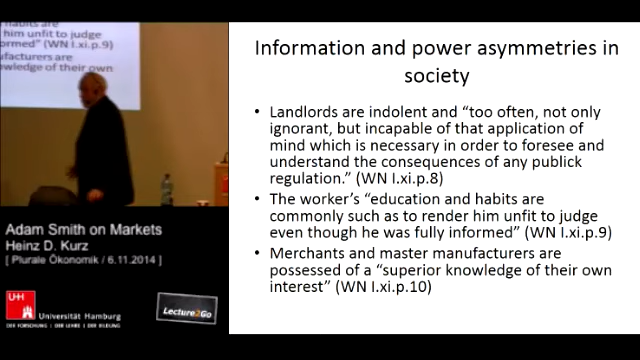 habits are
him unfit to judge
ormed" (WN I.xi.p.9)
ufacturers are
wledge of their own
Adam Smith on Markets
Heinz D. Kurz
[ Plurale Ökonomik / 6.11.2014 ]
UH
Universität Hamburg
DER FORSCHUNG | DER LEHRE | DER BILDUNG
Lecture2Go
Information and power asymmetries in
society
• Landlords are indolent and "too often, not only
ignorant, but incapable of that application of
mind which is necessary in order to foresee and
understand the consequences of any publick
regulation." (WN I.xi.p.8)
• The worker's "education and habits are
commonly such as to render him unfit to judge
even though he was fully informed" (WN I.xi.p.9)
• Merchants and master manufacturers are
possessed of a "superior knowledge of their own
interest" (WN I.xi.p.10)